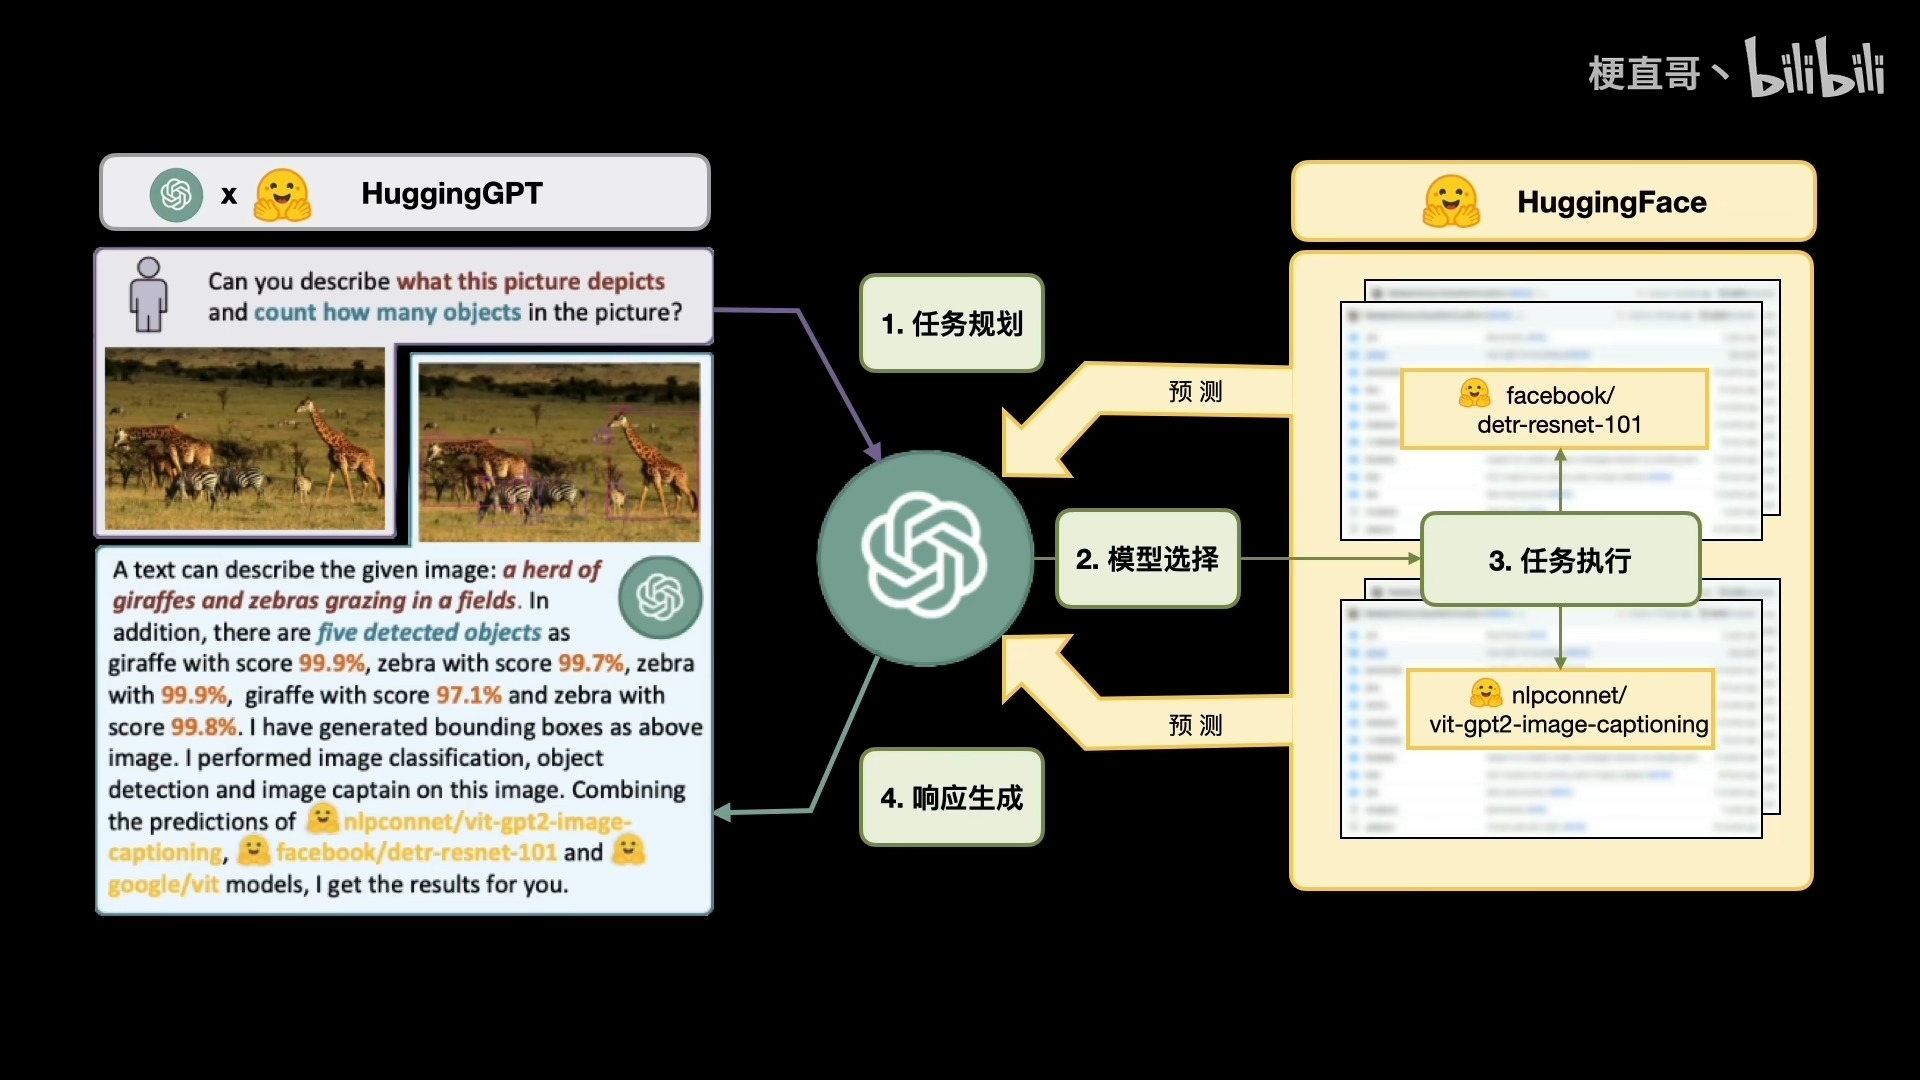 梗直哥丶 bilibili
x HuggingGPT
Can you describe what this picture depicts
and count how many objects in the picture?
A text can describe the given image: a herd of
giraffes and zebras grazing in a fields. In
addition, there are five detected objects as
giraffe with score 99.9%, zebra with score 99.7%, zebra
with 99.9%, giraffe with score 97.1% and zebra with
score 99.8%. I have generated bounding boxes as above
image. I performed image classification, object
detection and image captain on this image. Combining
the predictions of nlpconnet/vit-gpt2-image-
captioning, facebook/detr-resnet-101 and
google/vit models, I get the results for you.
1. 任务规划
预测
2. 模型选择
预测
4. 响应生成
HuggingFace
facebook/
detr-resnet-101
3. 任务执行
nlpconnet/
vit-gpt2-image-captioning